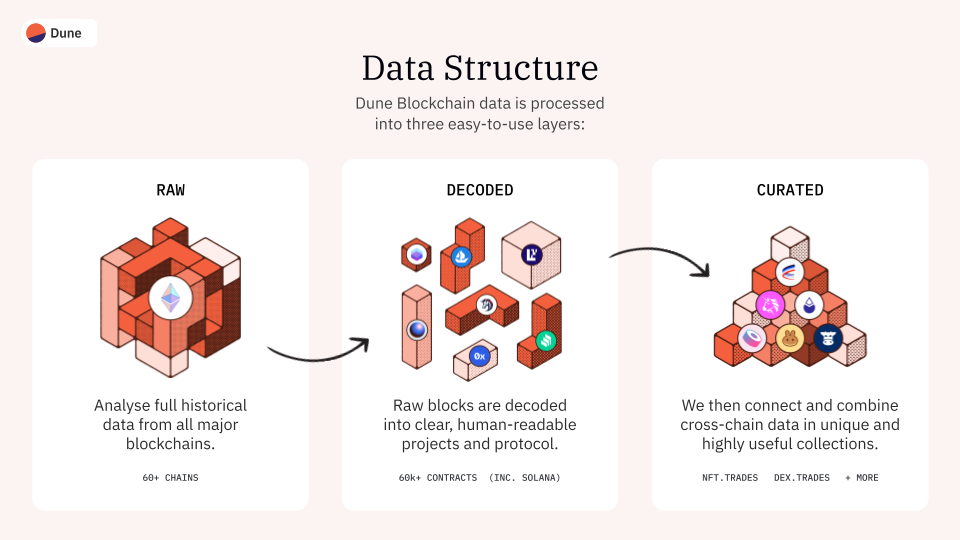 Dune
Data Structure
Dune Blockchain data is processed
into three easy-to-use layers:
RAW
Analyse full historical
data from all major
blockchains.
60+ CHAINS
DECODED
0x
Raw blocks are decoded
into clear, human-readable
projects and protocol.
60k+ CONTRACTS (INC. SOLANA)
CURATED
We then connect and combine
cross-chain data in unique and
highly useful collections.
NFT.TRADES DEX.TRADES + MORE